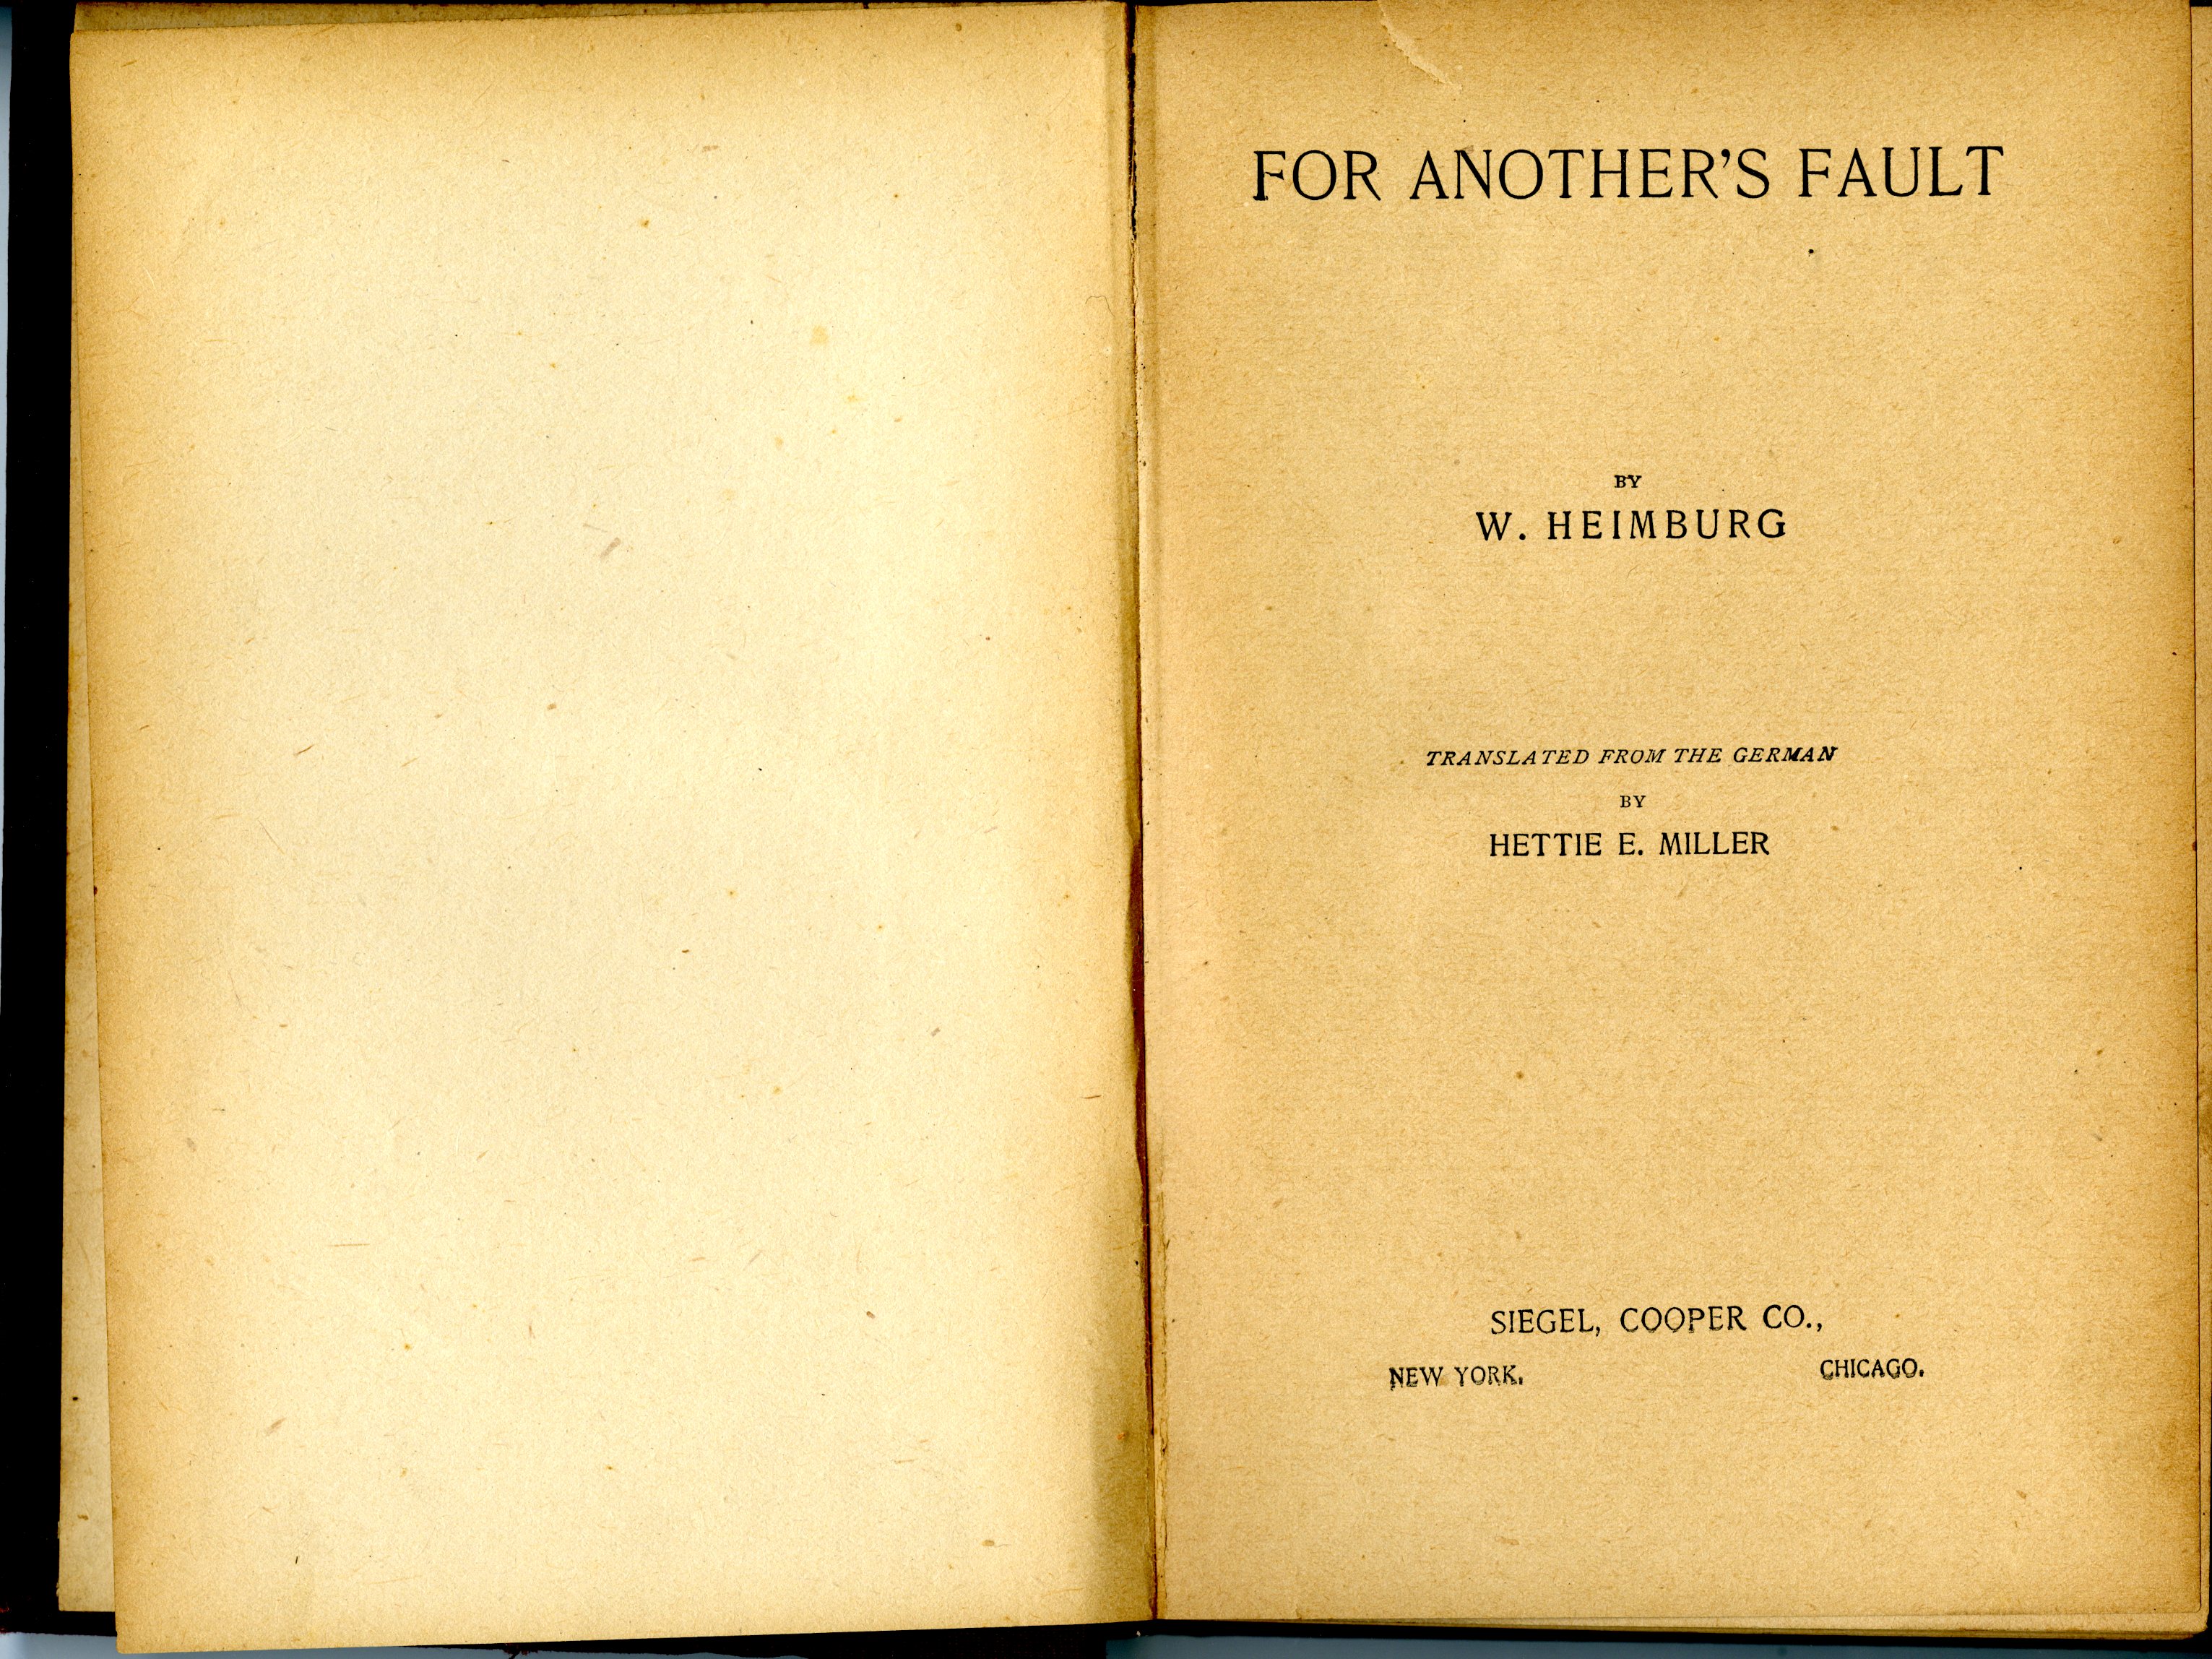 FOR ANOTHER'S FAULT
BY
W. HEIMBURG
TRANSLATED FROM THE GERMAN
BY
HETTIE E. MILLER
SIEGEL, COOPER CO.,
NEW YORK. CHICAGO.